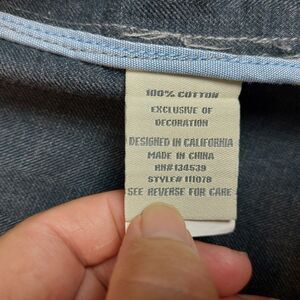 100% COTTON
EXCLUSIVE OF
DECORATION
DESIGNED IN CALIFORNIA
MADE IN CHINA
RN#134539
STYLE# 111078
SEE REVERSE FOR CARE